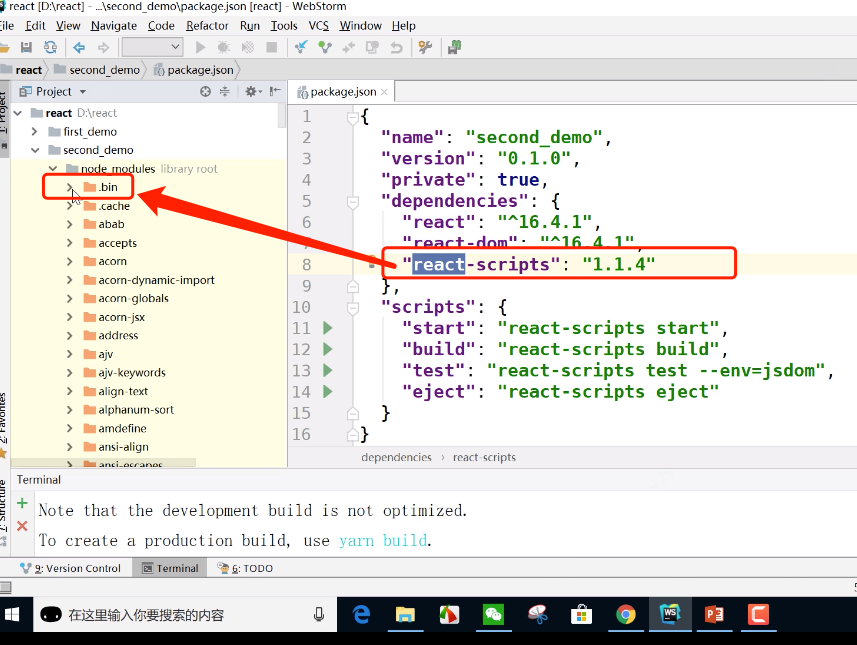 react [D:\react] - ...\second_demo\package.json [react] - WebStorm
File Edit View Navigate Code Refactor Run Tools VCS Window Help
react second_demo package.json
Project
package.json
1: Project
react D:\react
first_demo
second_demo
node_modules library root
.bin
.cache
abab
accepts
acorn
acorn-dynamic-import
acorn-globals
acorn-jsx
address
ajv
ajv-keywords
align-text
alphanum-sort
amdefine
ansi-align
ansi-escapes
2: Favorites
7: Structure
1 {
2 "name": "second_demo",
3 "version": "0.1.0",
4 "private": true,
5 "dependencies": {
6 "react": "^16.4.1",
7 "react-dom": "^16.4.1",
8 "react-scripts": "1.1.4"
9 },
10 "scripts": {
11 "start": "react-scripts start",
12 "build": "react-scripts build",
13 "test": "react-scripts test --env=jsdom",
14 "eject": "react-scripts eject"
15 }
16 }
dependencies › react-scripts
Terminal
Note that the development build is not optimized.
To create a production build, use yarn build.
9: Version Control Terminal 6: TODO
在这里输入你要搜索的内容
WS